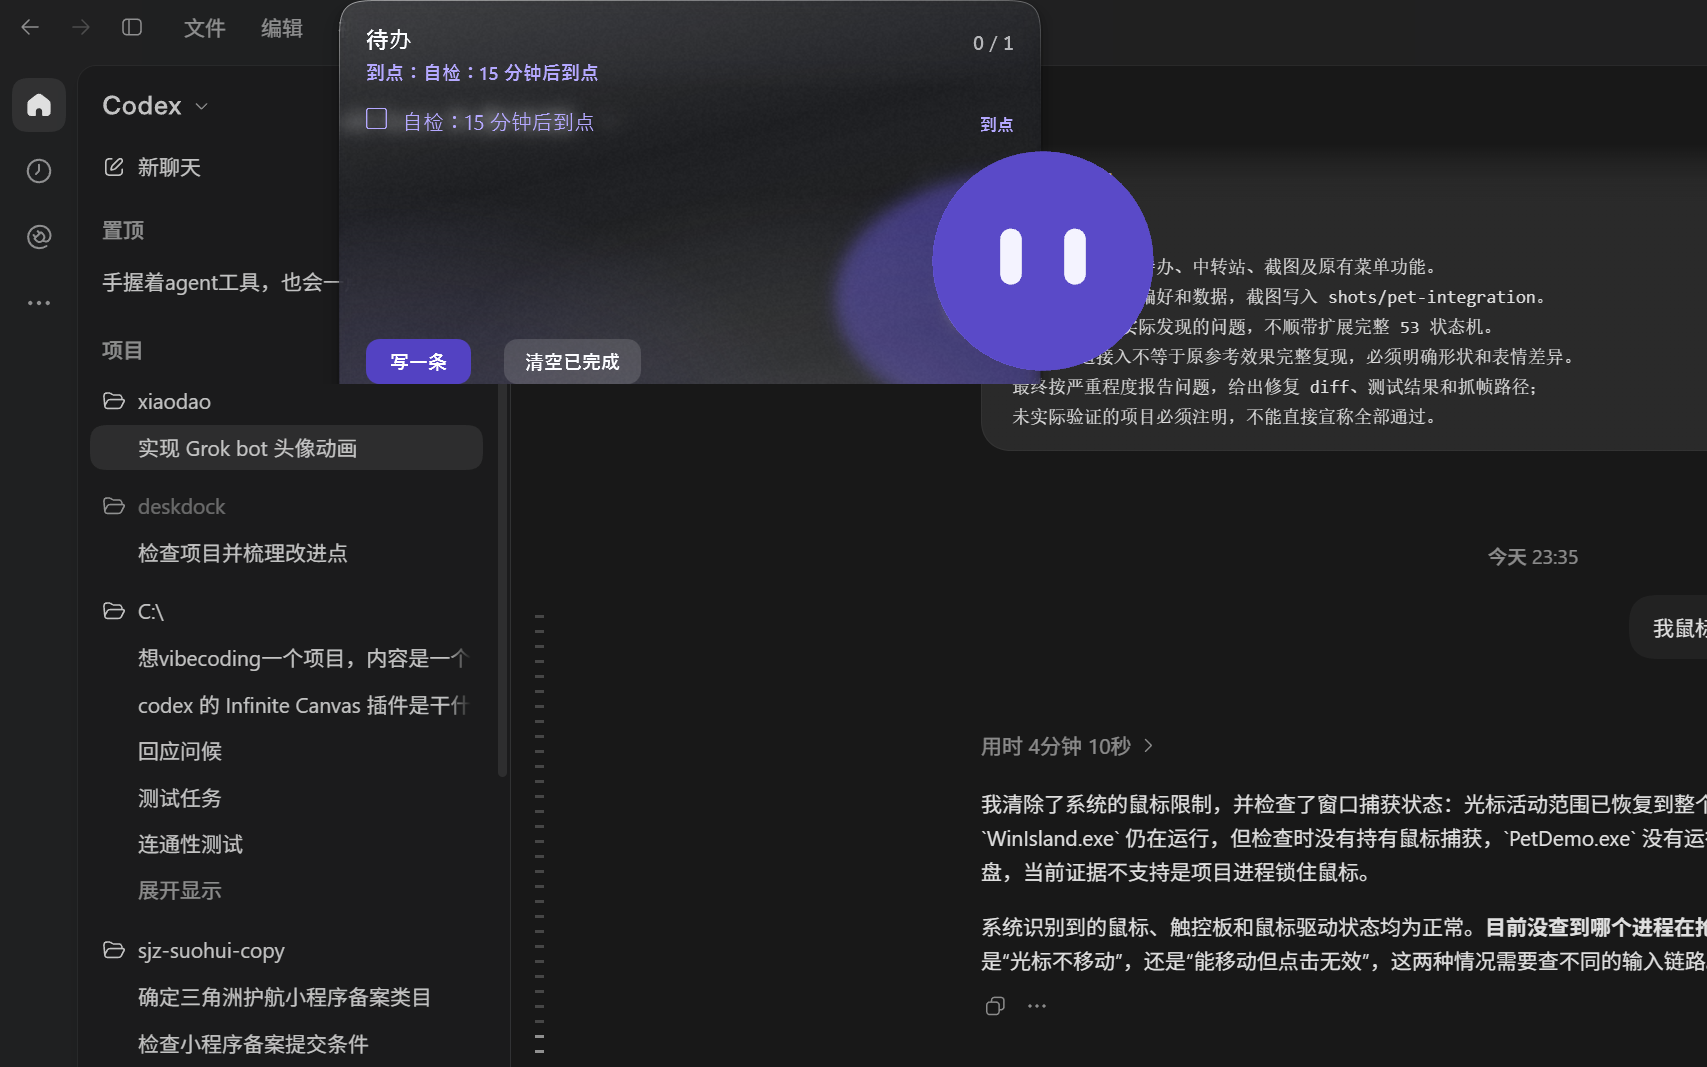 文件 编辑
Codex
新聊天
置顶
手握着agent工具，也会一
项目
xiaodao
实现 Grok bot 头像动画
deskdock
检查项目并梳理改进点
C:\
想vibecoding一个项目，内容是一个
codex 的 Infinite Canvas 插件是干什
回应问候
测试任务
连通性测试
展开显示
sjz-suohui-copy
确定三角洲护航小程序备案类目
检查小程序备案提交条件
待办
0 / 1
到点：自检：15 分钟后到点
自检：15 分钟后到点
到点
写一条
清空已完成
办、中转站、截图及原有菜单功能。
偏好和数据，截图写入 shots/pet-integration。
实际发现的问题，不顺带扩展完整 53 状态机。
接入不等于原参考效果完整复现，必须明确形状和表情差异。
最终按严重程度报告问题，给出修复 diff、测试结果和抓帧路径；
未实际验证的项目必须注明，不能直接宣称全部通过。
今天 23:35
我鼠标
用时 4分钟 10秒
我清除了系统的鼠标限制，并检查了窗口捕获状态：光标活动范围已恢复到整个
`WinIsland.exe` 仍在运行，但检查时没有持有鼠标捕获，`PetDemo.exe` 没有运
盘，当前证据不支持是项目进程锁住鼠标。
系统识别到的鼠标、触控板和鼠标驱动状态均为正常。目前没查到哪个进程在抢
是“光标不移动”，还是“能移动但点击无效”，这两种情况需要查不同的输入链路